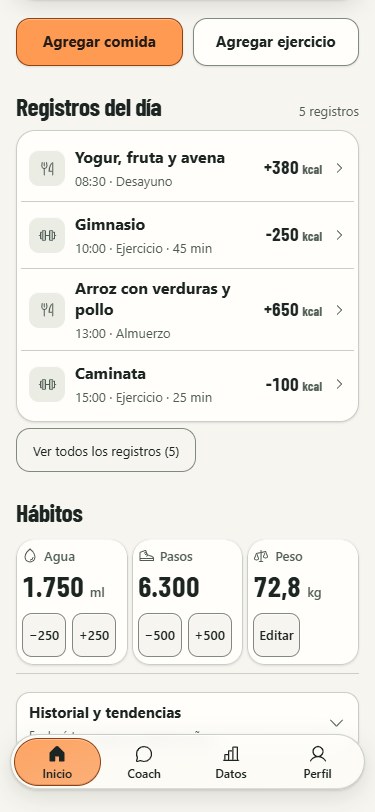 Agregar comida
Agregar ejercicio
Registros del día
5 registros
Yogur, fruta y avena
+380 kcal
08:30 · Desayuno
Gimnasio
-250 kcal
10:00 · Ejercicio · 45 min
Arroz con verduras y
pollo
+650 kcal
13:00 · Almuerzo
Caminata
-100 kcal
15:00 · Ejercicio · 25 min
Ver todos los registros (5)
Hábitos
Agua
1.750 ml
−250
+250
Pasos
6.300
−500
+500
Peso
72,8 kg
Editar
Historial y tendencias
Inicio
Coach
Datos
Perfil